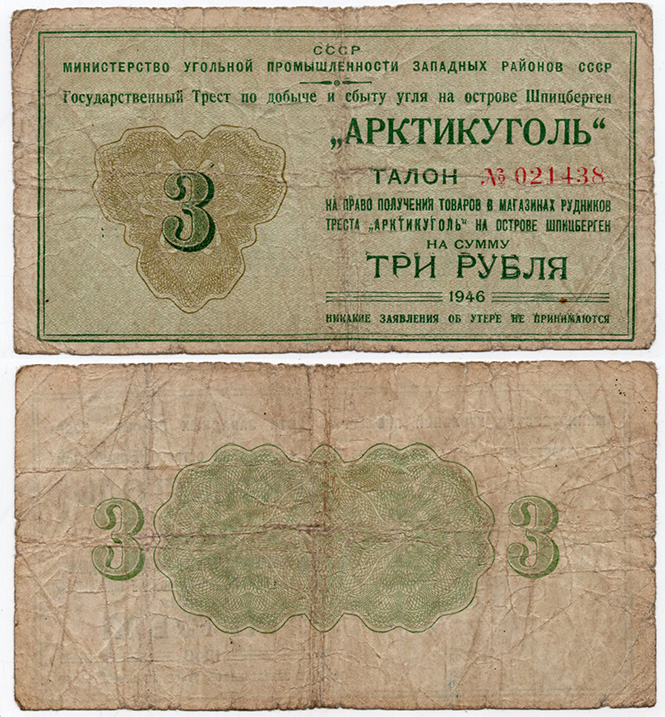 СССР
МИНИСТЕРСТВО УГОЛЬНОЙ ПРОМЫШЛЕННОСТИ ЗАПАДНЫХ РАЙОНОВ СССР
Государственный Трест по добыче и сбыту угля на острове Шпицберген
„АРКТИКУГОЛЬ“
3
ТАЛОН № 021438
НА ПРАВО ПОЛУЧЕНИЯ ТОВАРОВ В МАГАЗИНАХ РУДНИКОВ
ТРЕСТА „АРКТИКУГОЛЬ“ НА ОСТРОВЕ ШПИЦБЕРГЕН
НА СУММУ
ТРИ РУБЛЯ
1946
НИКАКИЕ ЗАЯВЛЕНИЯ ОБ УТЕРЕ НЕ ПРИНИМАЮТСЯ
3 3